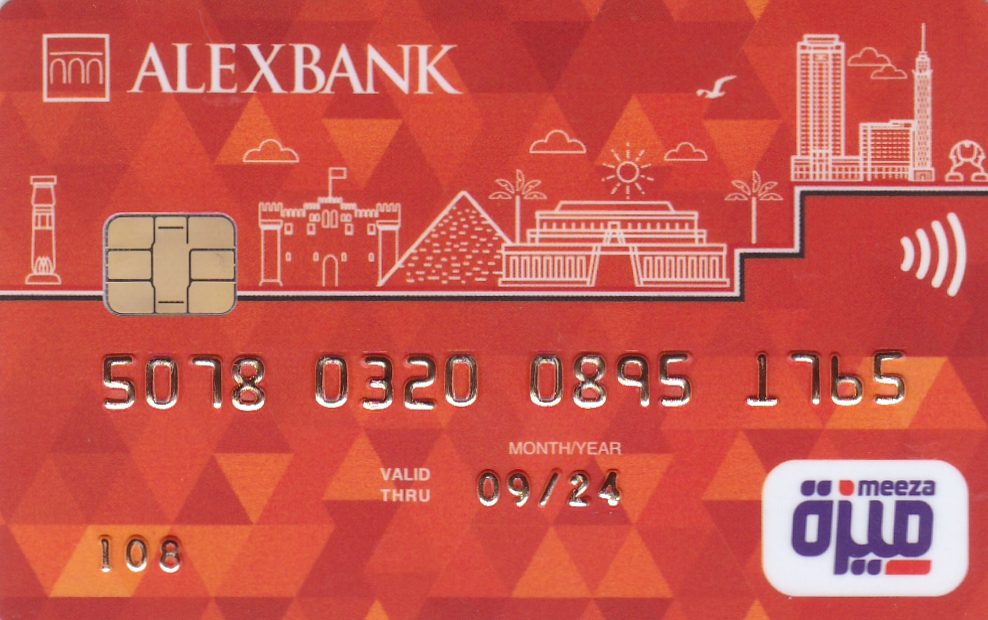 ALEXBANK
5078 0320 0895 1765
MONTH/YEAR
VALID THRU 09/24
108
meeza
ميزة